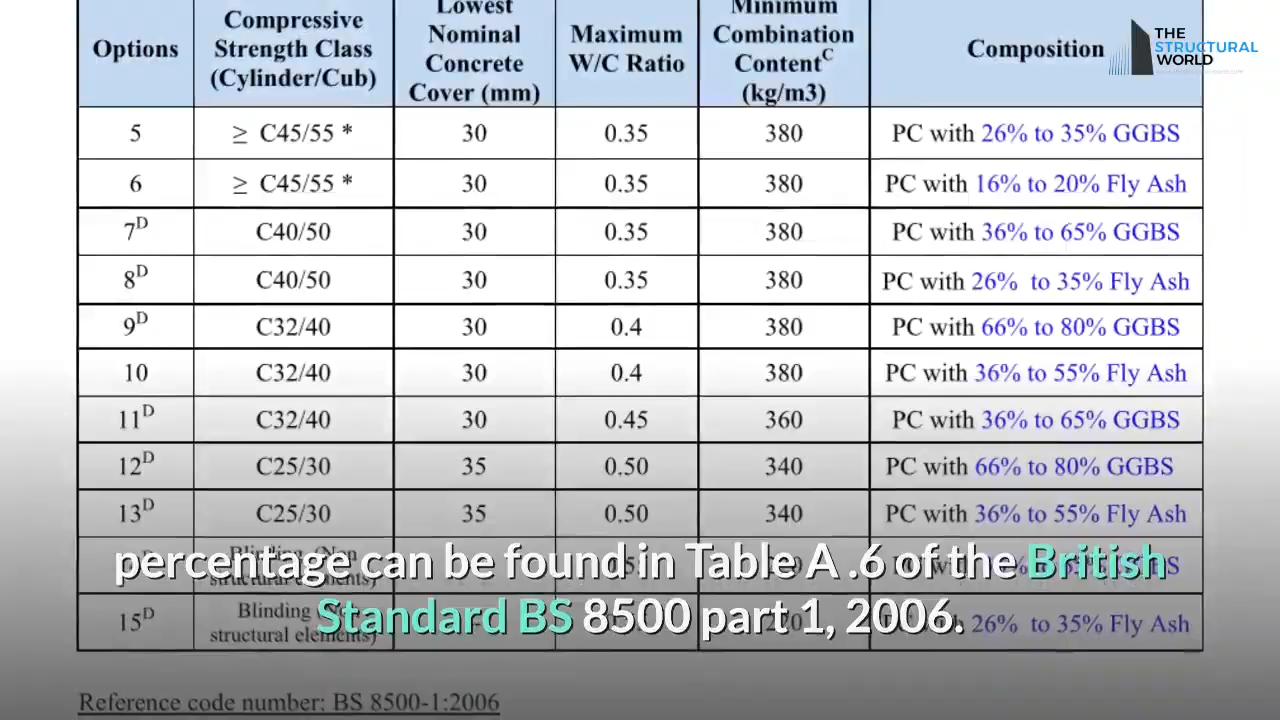 Options
Compressive
Strength Class
(Cylinder/Cub)
Lowest
Nominal
Concrete
Cover (mm)
Maximum
W/C Ratio
Minimum
Combination
Content^C
(kg/m3)
Composition
THE
STRUCTURAL
WORLD
5 ≥ C45/55 * 30 0.35 380 PC with 26% to 35% GGBS
6 ≥ C45/55 * 30 0.35 380 PC with 16% to 20% Fly Ash
7^D C40/50 30 0.35 380 PC with 36% to 65% GGBS
8^D C40/50 30 0.35 380 PC with 26% to 35% Fly Ash
9^D C32/40 30 0.4 380 PC with 66% to 80% GGBS
10 C32/40 30 0.4 380 PC with 36% to 55% Fly Ash
11^D C32/40 30 0.45 360 PC with 36% to 65% GGBS
12^D C25/30 35 0.50 340 PC with 66% to 80% GGBS
13^D C25/30 35 0.50 340 PC with 36% to 55% Fly Ash
percentage can be found in Table A .6 of the British
Standard BS 8500 part 1, 2006.
structural elements)
15^D Blinding
structural elements) 26% to 35% Fly Ash
Reference code number: BS 8500-1:2006